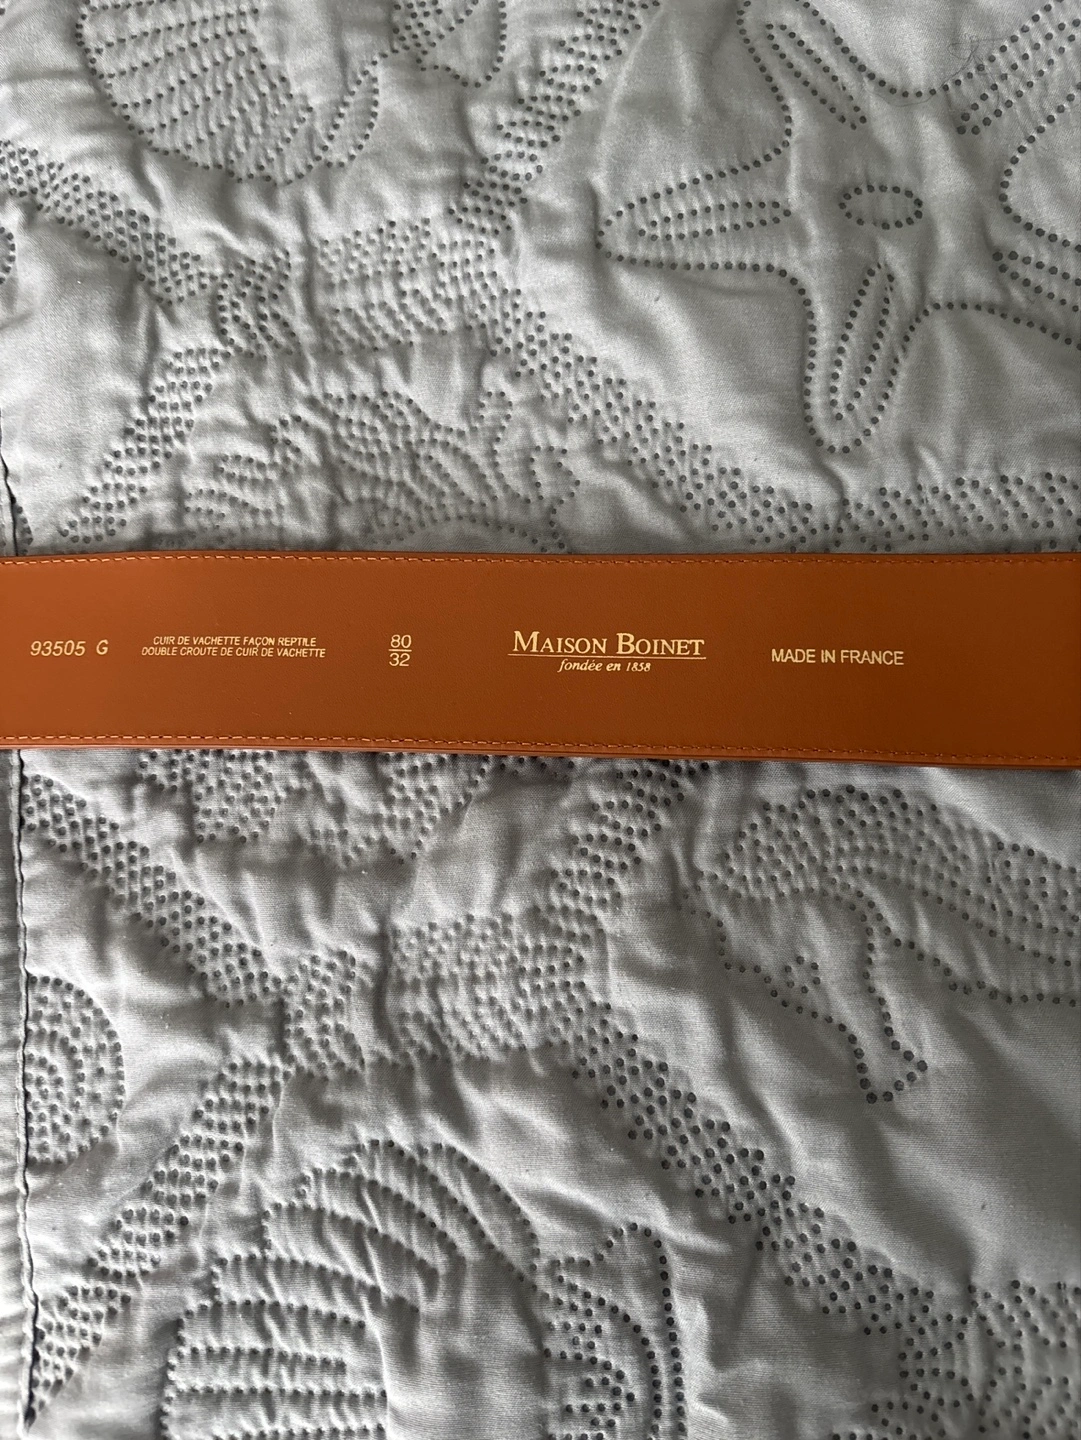 93505 G
CUIR DE VACHETTE FAÇON REPTILE
DOUBLE CROUTE DE CUIR DE VACHETTE
80
32
MAISON BOINET
fondée en 1858
MADE IN FRANCE